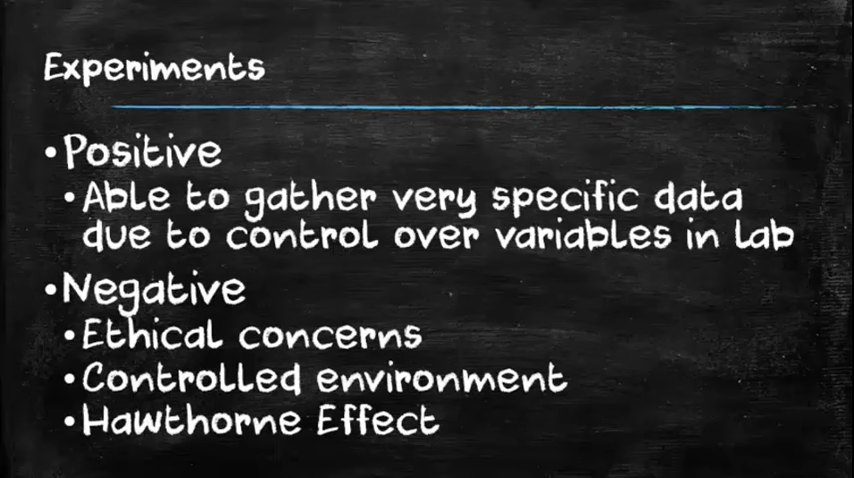 Experiments
•Positive
•Able to gather very specific data
due to control over variables in lab
•Negative
•Ethical concerns
•Controlled environment
•Hawthorne Effect